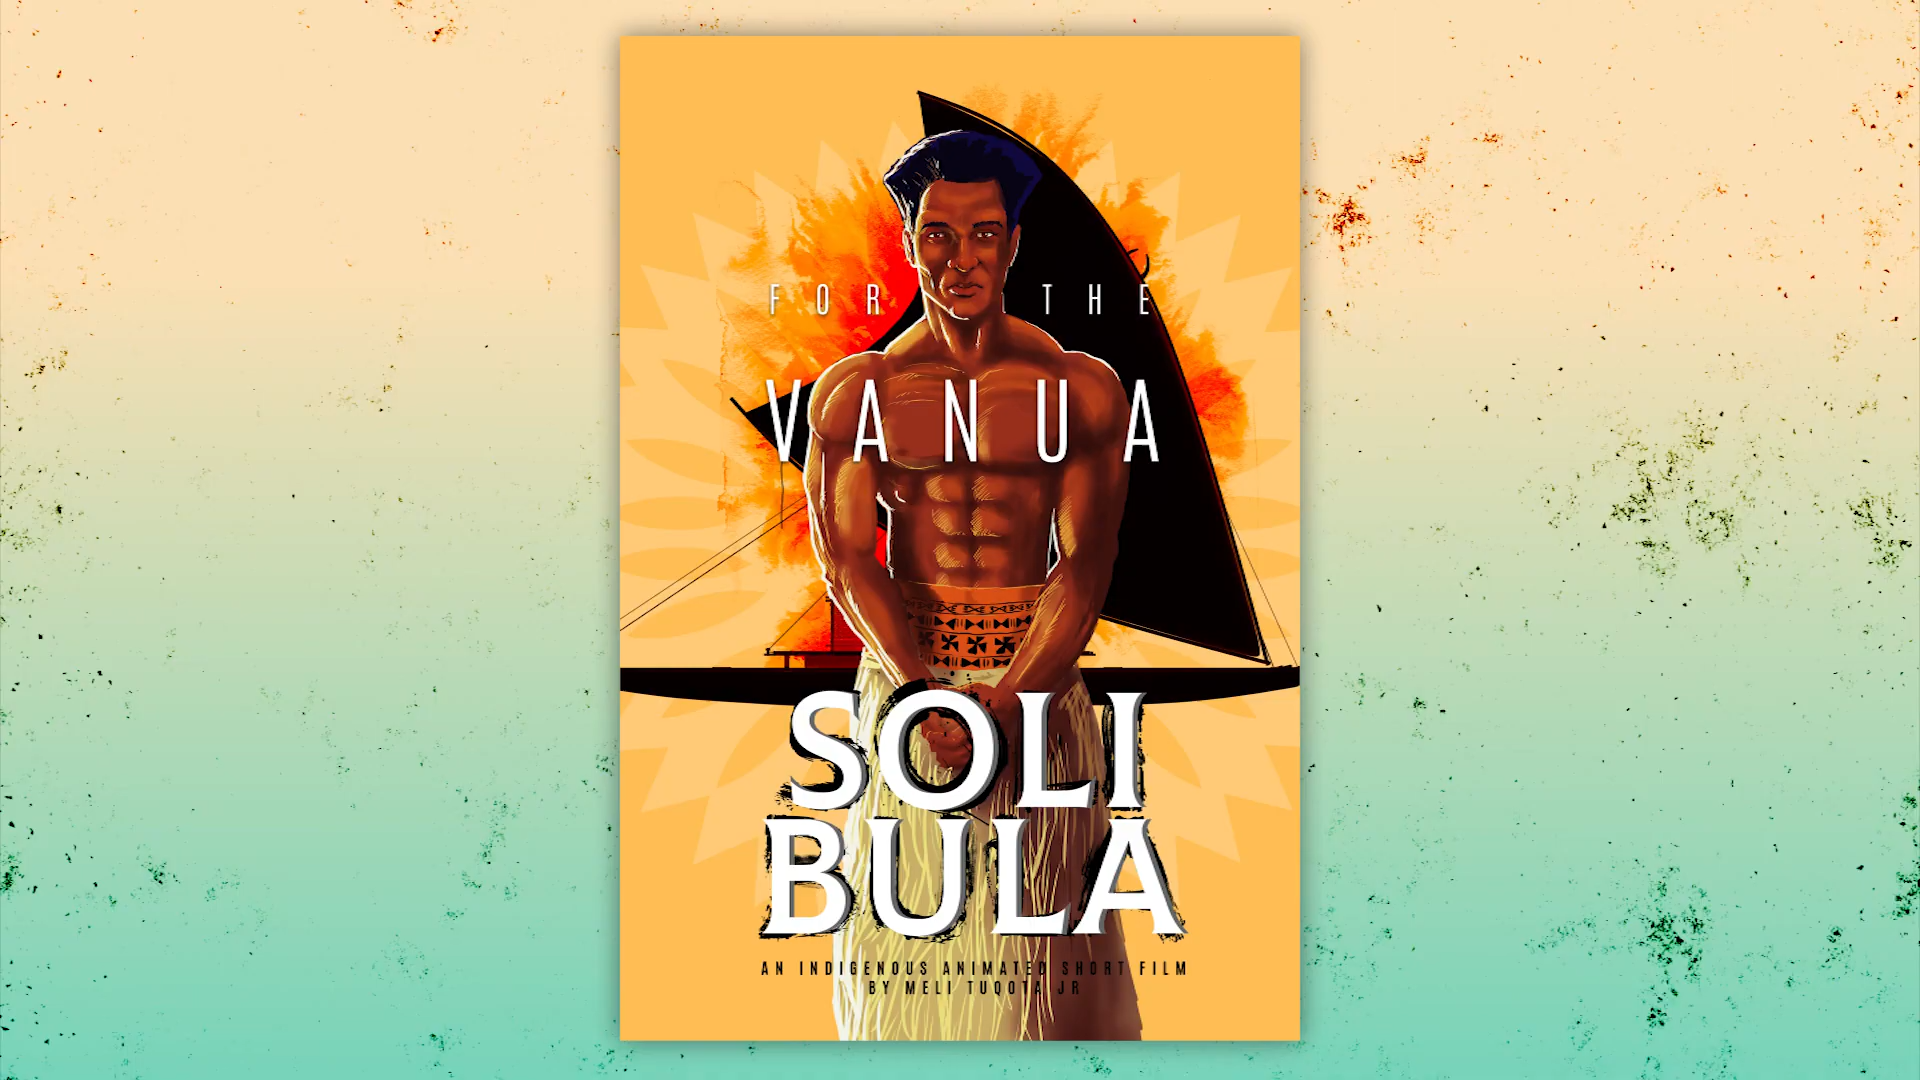 FOR THE
VANUA
SOLI
BULA
AN INDIGENOUS ANIMATED SHORT FILM
BY MELI TUQOTA JR